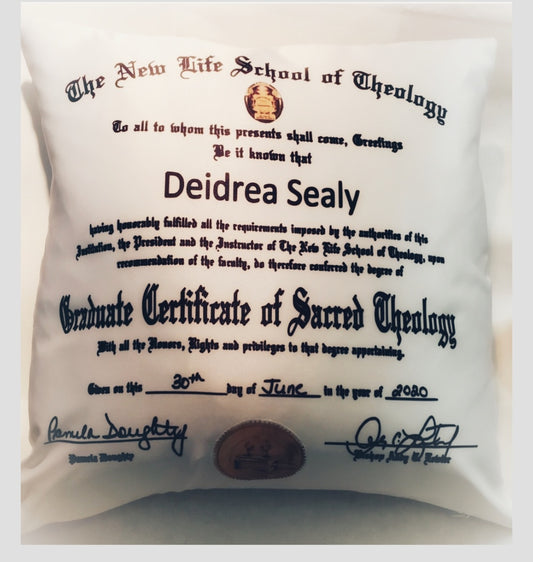 The New Life School of Theology
To all to whom this presents shall come, Greetings
Be it known that
Deidrea Sealy
having honorably fulfilled all the requirements imposed by the authorities of this
Institution, the President and the Instructor of The New Life School of Theology, upon
recommendation of the faculty, do therefore conferred the degree of
Graduate Certificate of Sacred Theology
With all the Honors, Rights and privileges to that degree appertaining.
Given on this 30th day of June in the year of 2020
Pamela Doughty
Pamela Doughty
Bishop